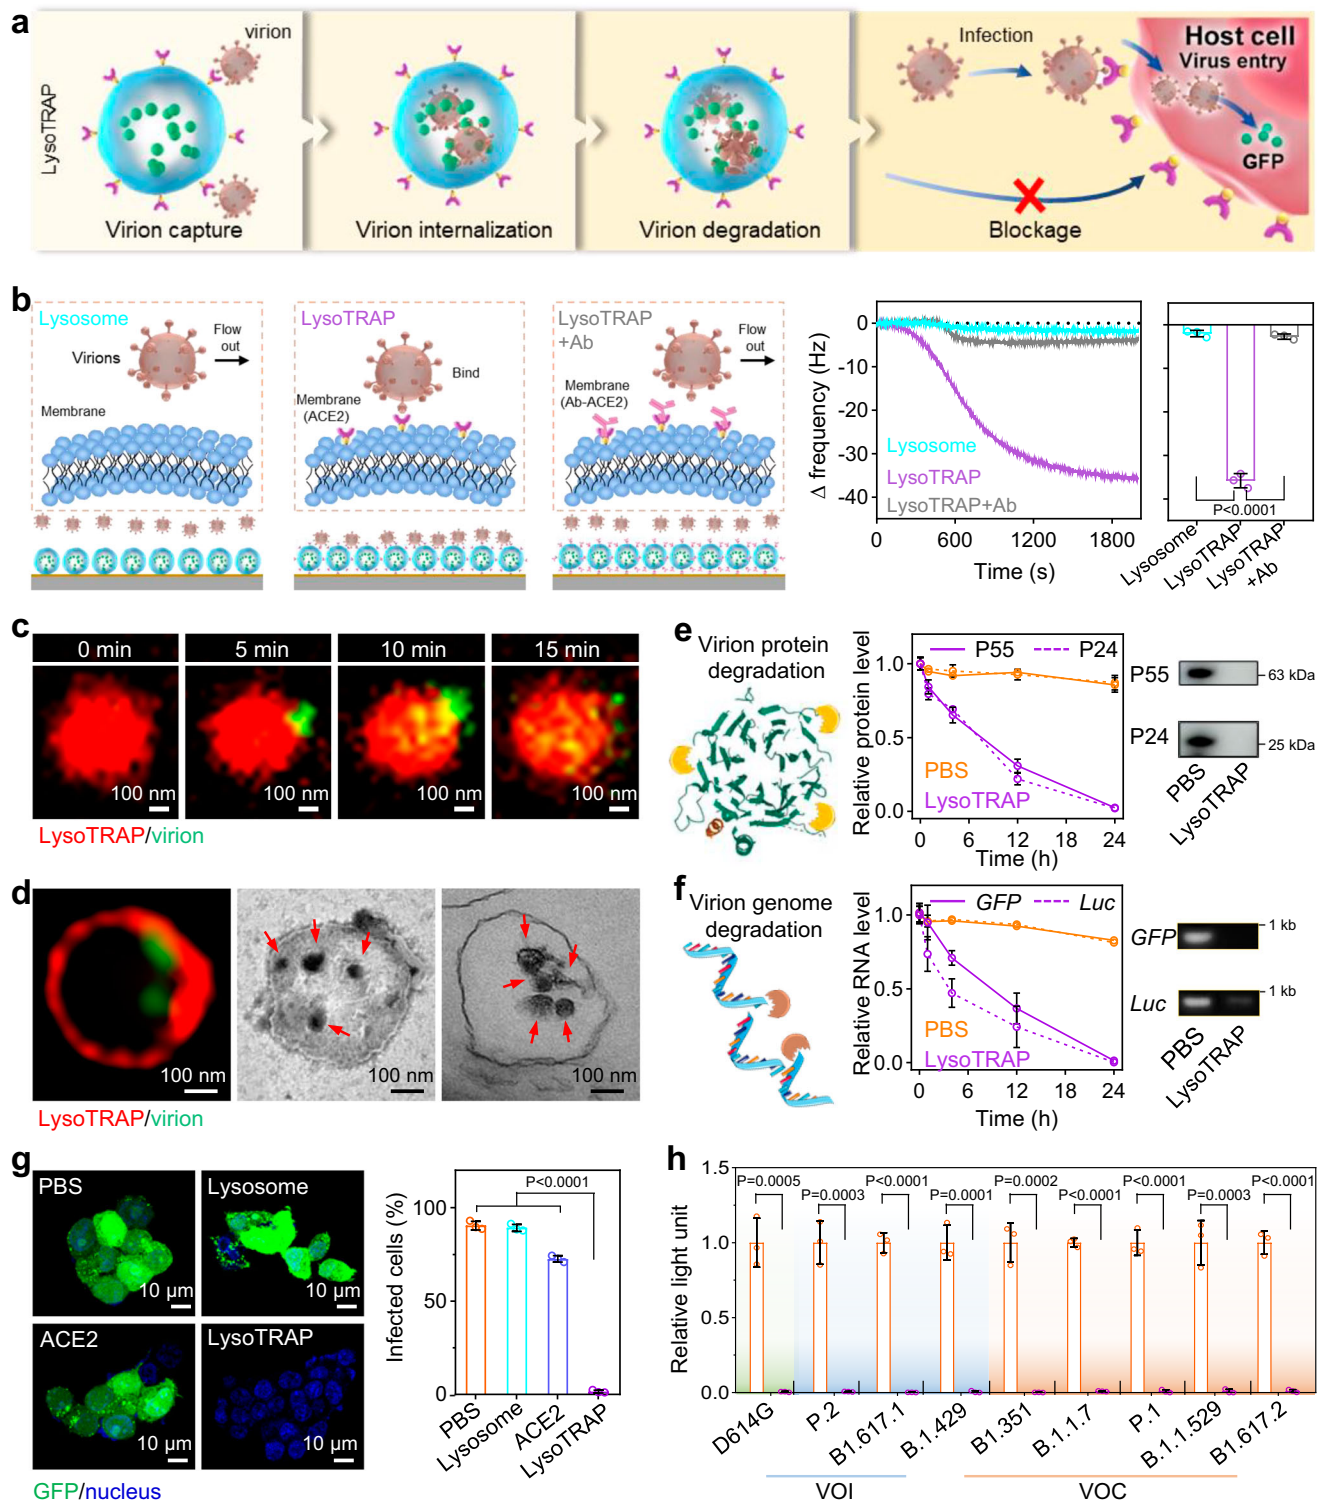 a
LysoTRAP
virion
Virion capture
Virion internalization
Virion degradation
Infection
Host cell
Virus entry
GFP
Blockage
b
Lysosome
Virions
Flow
out
Membrane
LysoTRAP
Bind
Membrane
(ACE2)
LysoTRAP
+Ab
Flow
out
Membrane
(Ab-ACE2)
Δ frequency (Hz)
0
-10
-20
-30
-40
Lysosome
LysoTRAP
LysoTRAP+Ab
0
600
1200
1800
Time (s)
P<0.0001
Lysosome
LysoTRAP
LysoTRAP
+Ab
c
0 min
5 min
10 min
15 min
100 nm
100 nm
100 nm
100 nm
LysoTRAP/virion
d
100 nm
100 nm
100 nm
LysoTRAP/virion
e
Virion protein
degradation
Relative protein level
1.0
0.5
0.0
P55
P24
PBS
LysoTRAP
0
6
12
18
24
Time (h)
P55
63 kDa
P24
25 kDa
PBS
LysoTRAP
f
Virion genome
degradation
Relative RNA level
1.0
0.5
0.0
GFP
Luc
PBS
LysoTRAP
0
6
12
18
24
Time (h)
GFP
1 kb
Luc
1 kb
PBS
LysoTRAP
g
PBS
10 µm
Lysosome
10 µm
ACE2
10 µm
LysoTRAP
10 µm
GFP/nucleus
Infected cells (%)
100
50
0
P<0.0001
PBS
Lysosome
ACE2
LysoTRAP
h
Relative light unit
1.5
1.0
0.5
0.0
P=0.0005
P=0.0003
P<0.0001
P=0.0001
P=0.0002
P<0.0001
P<0.0001
P=0.0003
P<0.0001
D614G
P.2
B1.617.1
B.1.429
B1.351
B.1.1.7
P.1
B.1.1.529
B1.617.2
VOI
VOC